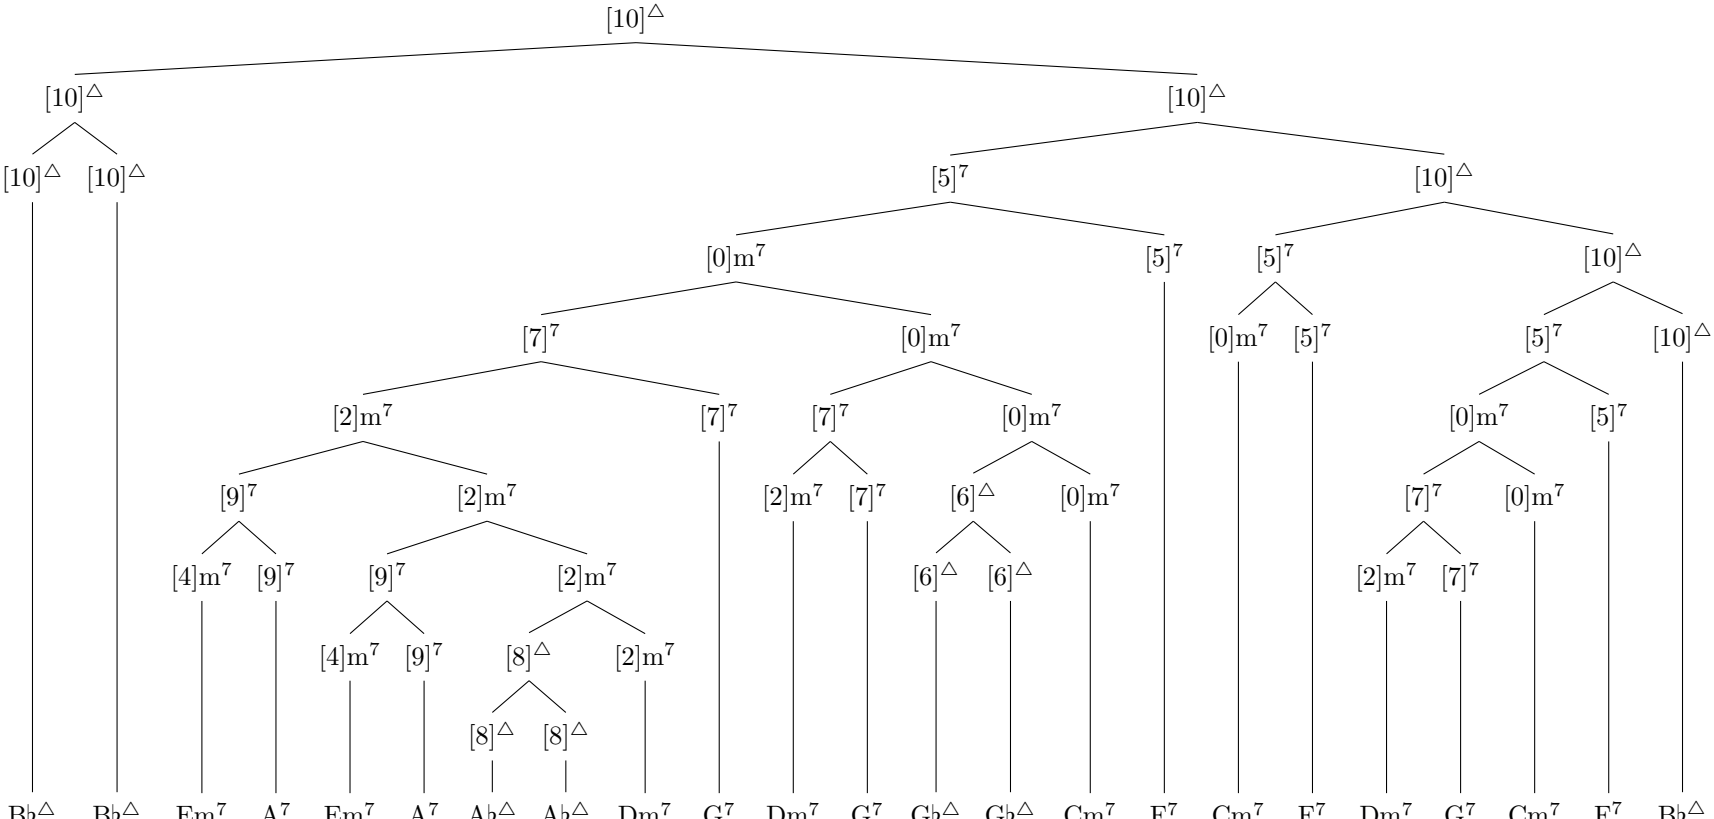 [10]△
[10]△ [10]△
[10]△ [10]△ [5]⁷ [10]△
[0]m⁷ [5]⁷ [5]⁷ [10]△
[7]⁷ [0]m⁷ [0]m⁷ [5]⁷ [5]⁷ [10]△
[2]m⁷ [7]⁷ [7]⁷ [0]m⁷ [0]m⁷ [5]⁷
[9]⁷ [2]m⁷ [2]m⁷ [7]⁷ [6]△ [0]m⁷ [7]⁷ [0]m⁷
[4]m⁷ [9]⁷ [9]⁷ [2]m⁷ [6]△ [6]△ [2]m⁷ [7]⁷
[4]m⁷ [9]⁷ [8]△ [2]m⁷
[8]△ [8]△
B♭△ B♭△ Em⁷ A⁷ Em⁷ A⁷ A♭△ A♭△ Dm⁷ G⁷ Dm⁷ G⁷ G♭△ G♭△ Cm⁷ F⁷ Cm⁷ F⁷ Dm⁷ G⁷ Cm⁷ F⁷ B♭△